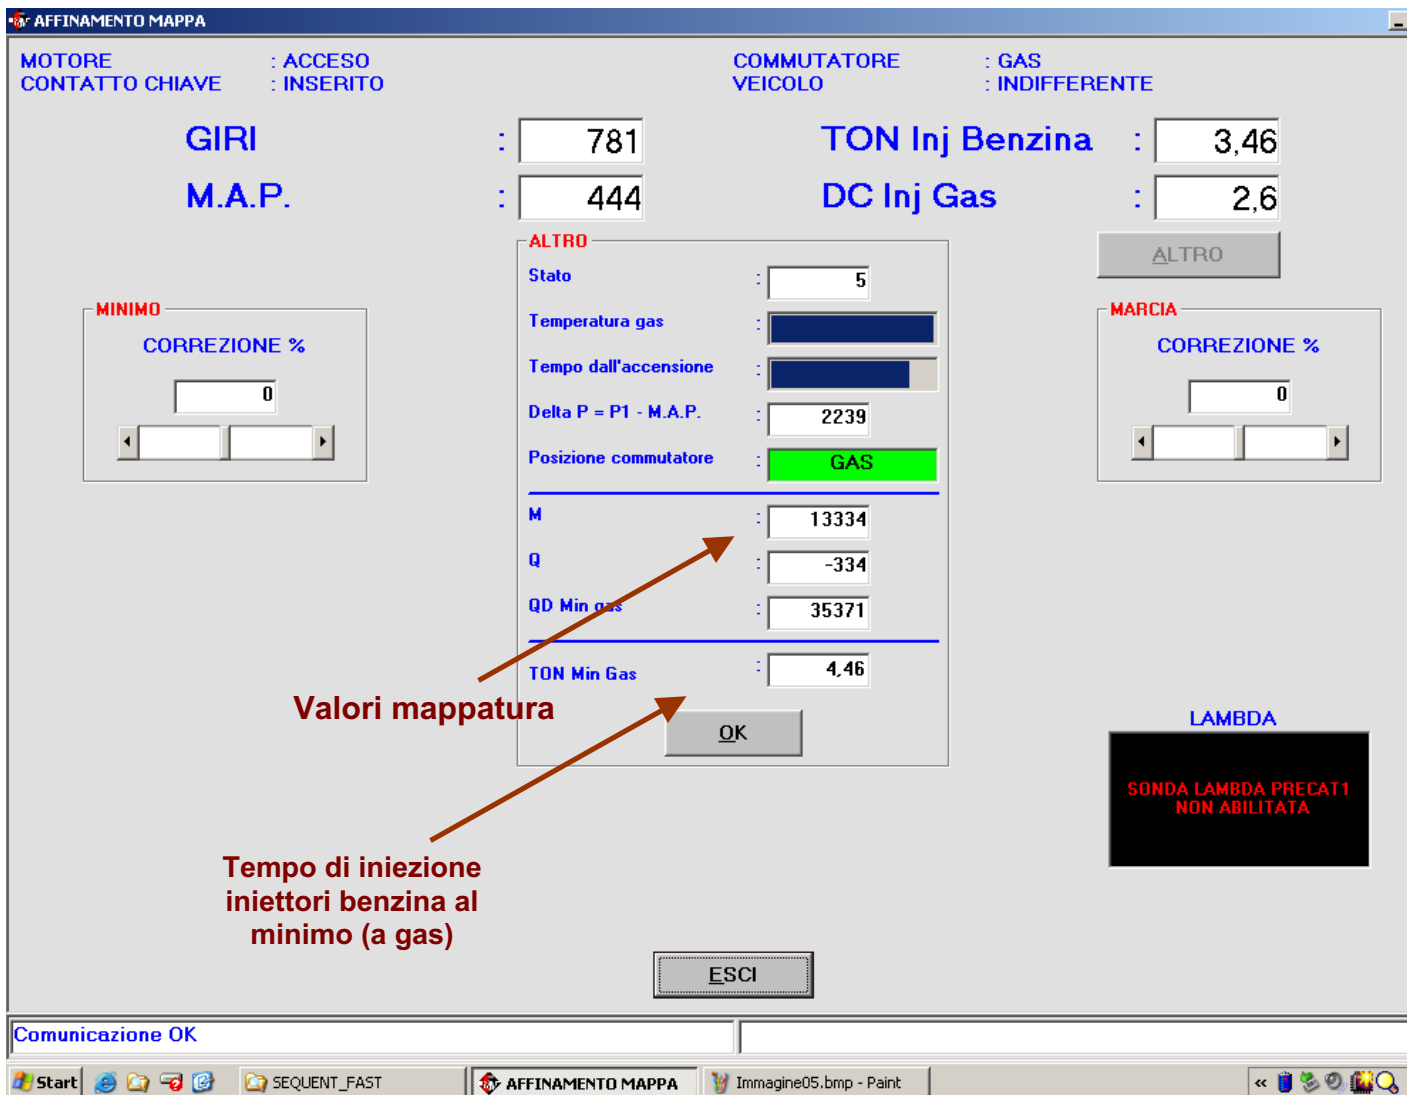 AFFINAMENTO MAPPA
MOTORE : ACCESO
CONTATTO CHIAVE : INSERITO
COMMUTATORE : GAS
VEICOLO : INDIFFERENTE
GIRI : 781
TON Inj Benzina : 3,46
M.A.P. : 444
DC Inj Gas : 2,6
ALTRO
Stato : 5
Temperatura gas :
Tempo dall'accensione :
Delta P = P1 - M.A.P. : 2239
Posizione commutatore : GAS
M : 13334
Q : -334
QD Min gas : 35371
TON Min Gas : 4,46
OK
ALTRO
MINIMO
CORREZIONE %
0
MARCIA
CORREZIONE %
0
Valori mappatura
Tempo di iniezione
iniettori benzina al
minimo (a gas)
LAMBDA
SONDA LAMBDA PRECAT1
NON ABILITATA
ESCI
Comunicazione OK
Start
SEQUENT_FAST
AFFINAMENTO MAPPA
Immagine05.bmp - Paint
«